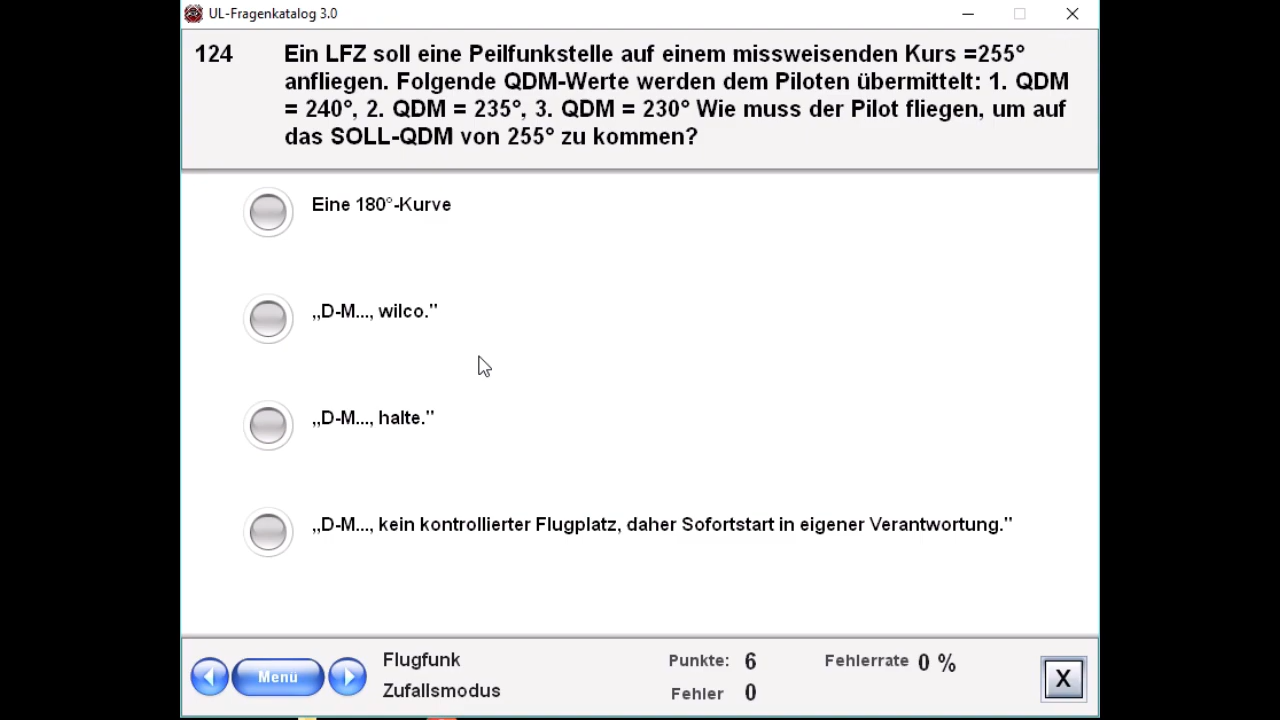 UL-Fragenkatalog 3.0
124 Ein LFZ soll eine Peilfunkstelle auf einem missweisenden Kurs =255°
anfliegen. Folgende QDM-Werte werden dem Piloten übermittelt: 1. QDM
= 240°, 2. QDM = 235°, 3. QDM = 230° Wie muss der Pilot fliegen, um auf
das SOLL-QDM von 255° zu kommen?
Eine 180°-Kurve
„D-M..., wilco."
„D-M..., halte."
„D-M..., kein kontrollierter Flugplatz, daher Sofortstart in eigener Verantwortung."
Menü
Flugfunk
Zufallsmodus
Punkte: 6
Fehler 0
Fehlerrate 0 %
X